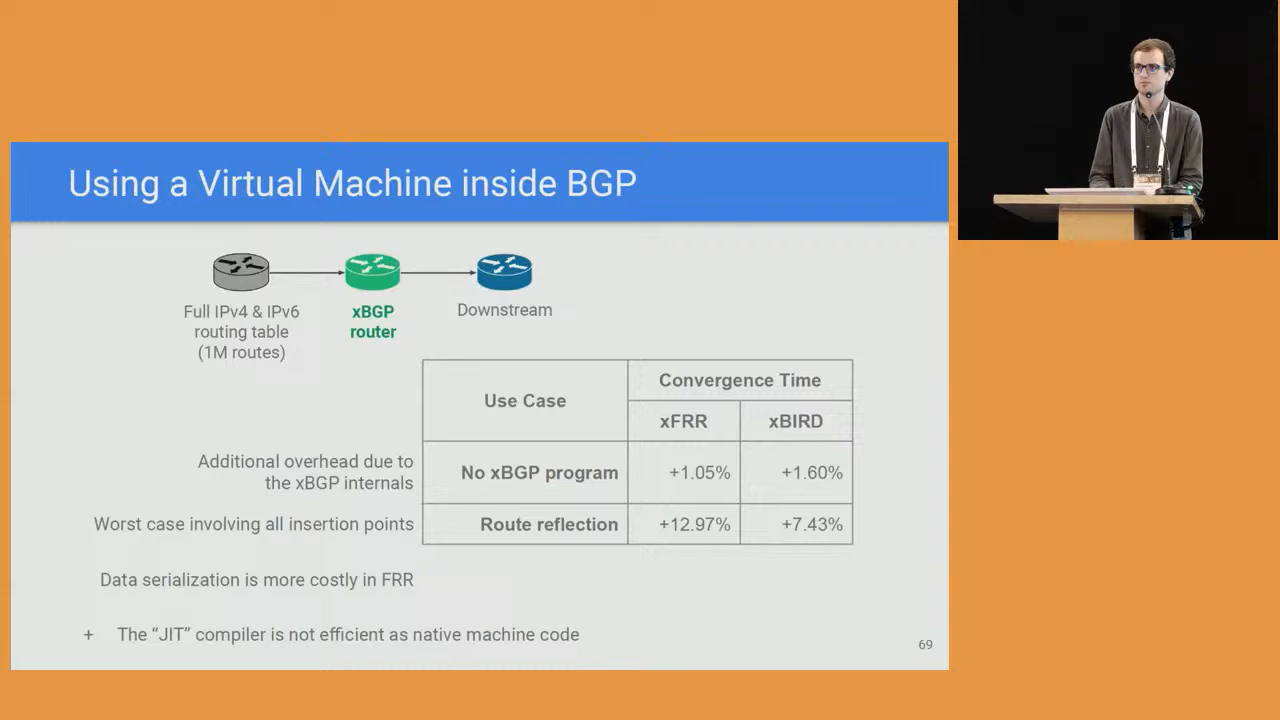 Using a Virtual Machine inside BGP
Full IPv4 & IPv6
routing table
(1M routes)
xBGP
router
Downstream
Use Case
Convergence Time
xFRR
xBIRD
Additional overhead due to
the xBGP internals
No xBGP program
+1.05%
+1.60%
Worst case involving all insertion points
Route reflection
+12.97%
+7.43%
Data serialization is more costly in FRR
+ The “JIT” compiler is not efficient as native machine code
69